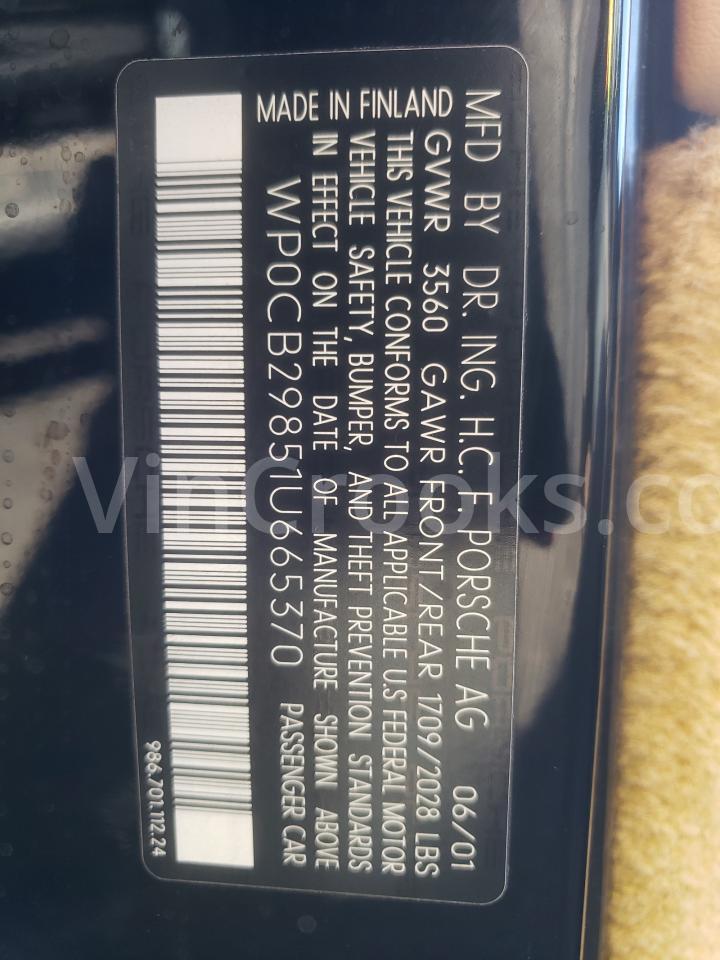 MFD BY DR. ING. H.C. F. PORSCHE AG 06/01
GVWR 3560 GAWR FRONT/REAR 1709/2028 LBS
MADE IN FINLAND
THIS VEHICLE CONFORMS TO ALL APPLICABLE U.S FEDERAL MOTOR
VEHICLE SAFETY, BUMPER, AND THEFT PREVENTION STANDARDS
IN EFFECT ON THE DATE OF MANUFACTURE SHOWN ABOVE
WP0CB29851U665370 PASSENGER CAR
986.701.112.24
VinCrooks.co